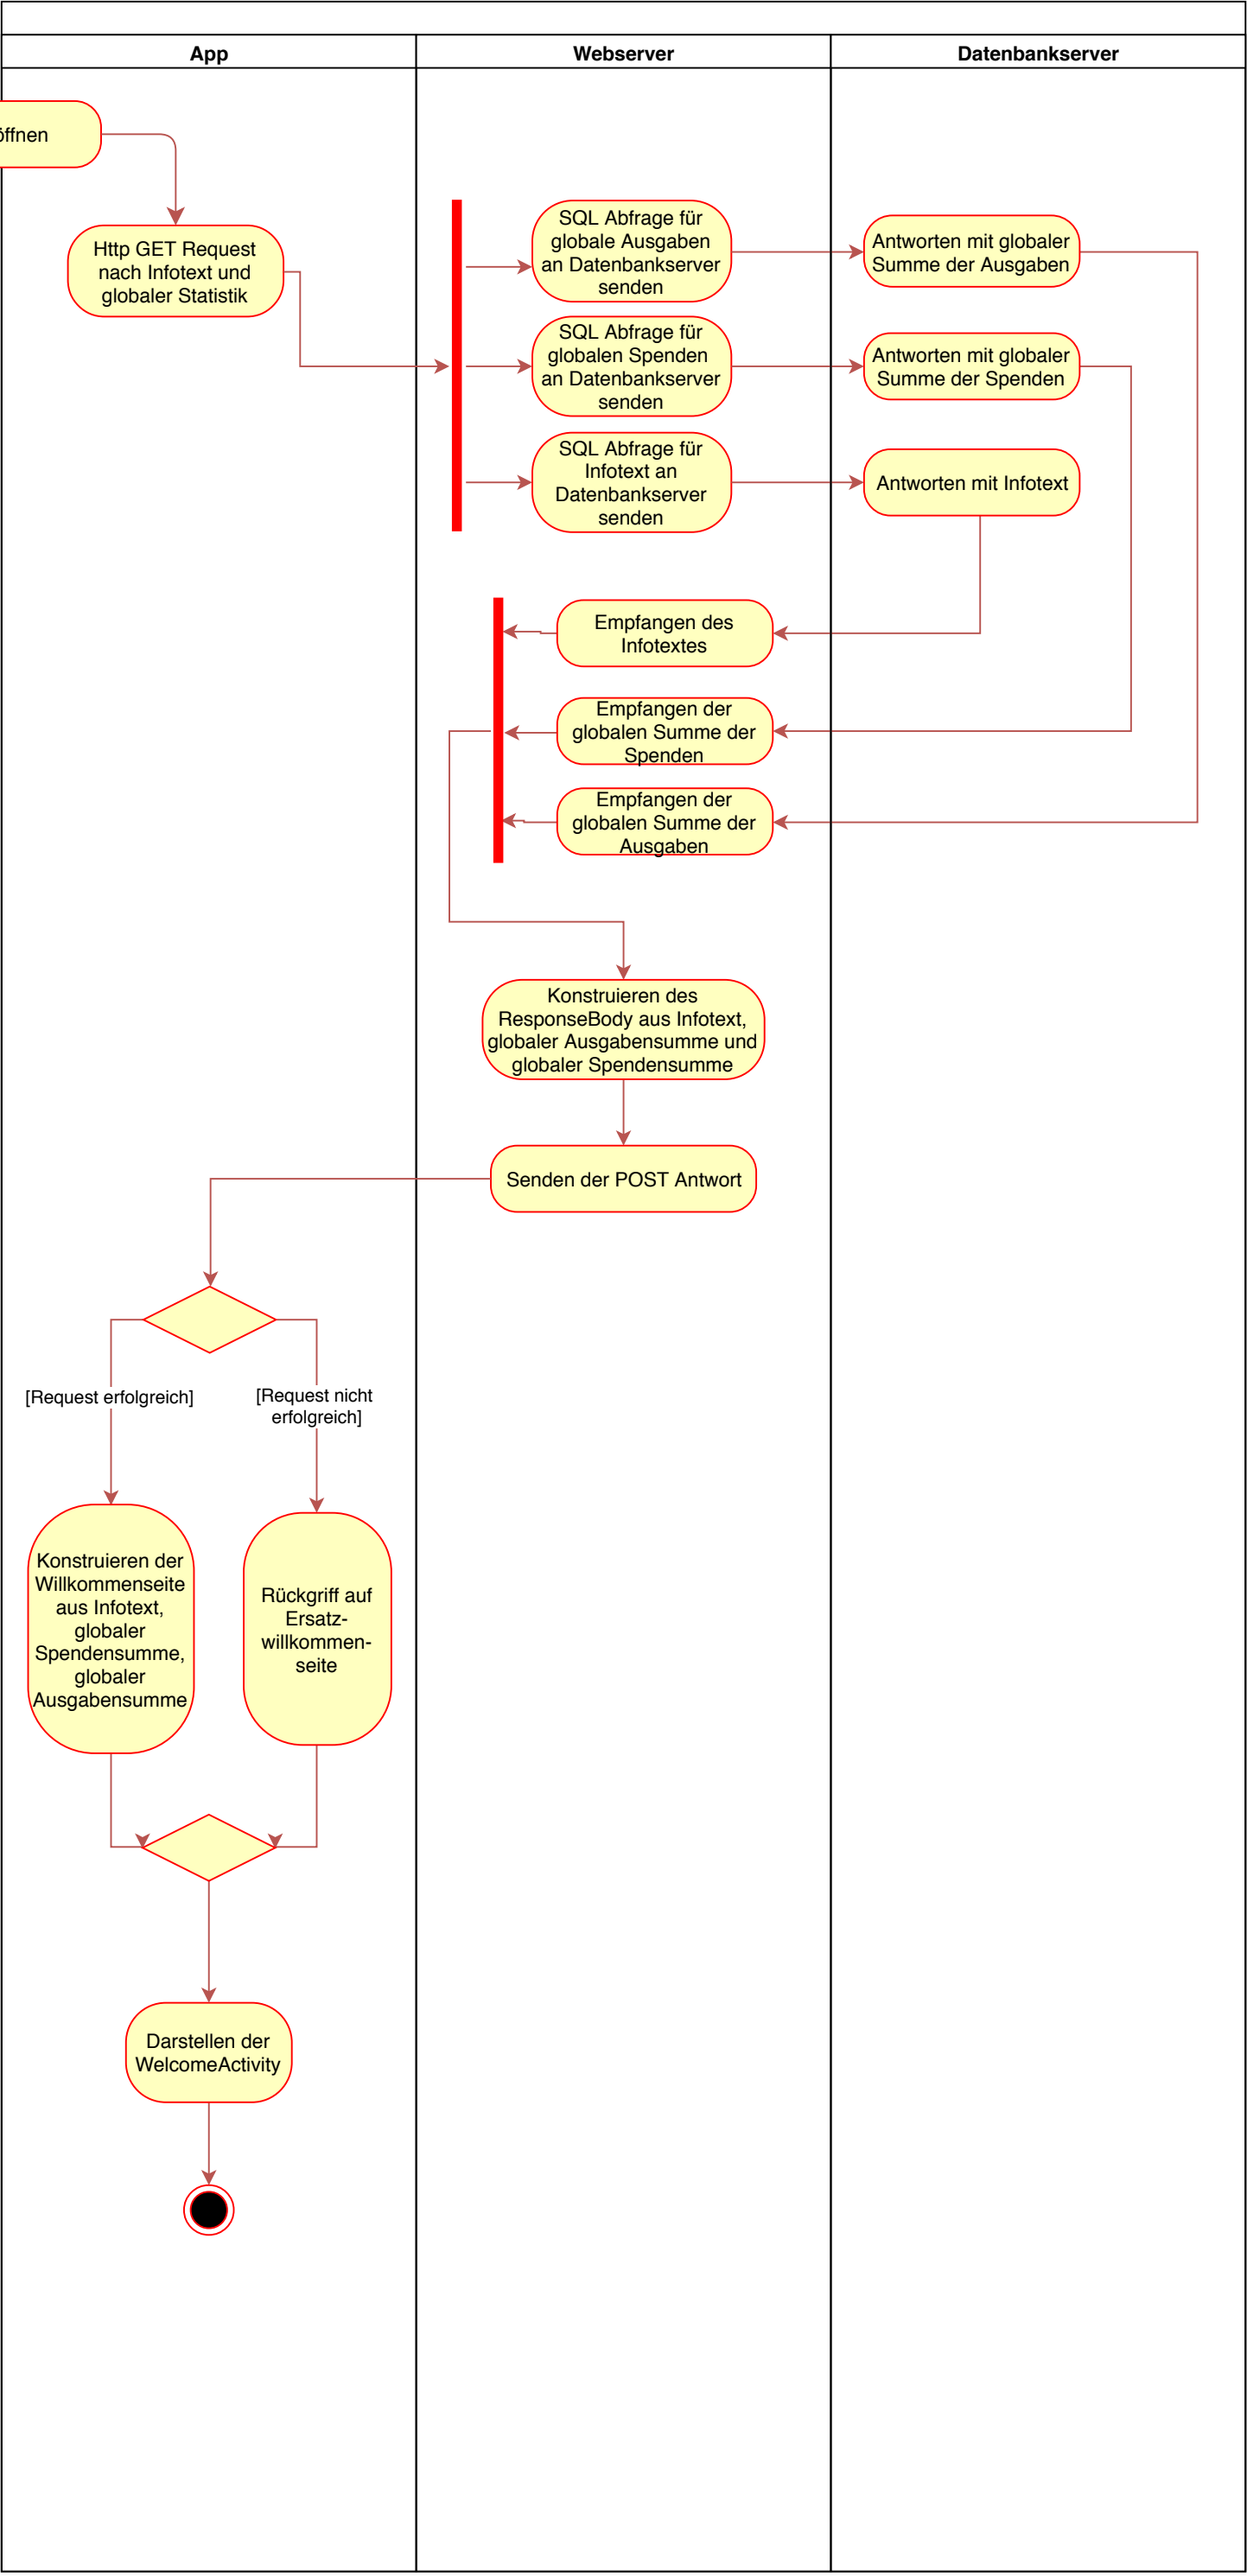 App
Webserver
Datenbankserver
öffnen
Http GET Request
nach Infotext und
globaler Statistik
SQL Abfrage für
globale Ausgaben
an Datenbankserver
senden
Antworten mit globaler
Summe der Ausgaben
SQL Abfrage für
globalen Spenden
an Datenbankserver
senden
Antworten mit globaler
Summe der Spenden
SQL Abfrage für
Infotext an
Datenbankserver
senden
Antworten mit Infotext
Empfangen des
Infotextes
Empfangen der
globalen Summe der
Spenden
Empfangen der
globalen Summe der
Ausgaben
Konstruieren des
ResponseBody aus Infotext,
globaler Ausgabensumme und
globaler Spendensumme
Senden der POST Antwort
[Request erfolgreich]
[Request nicht
erfolgreich]
Konstruieren der
Willkommenseite
aus Infotext,
globaler
Spendensumme,
globaler
Ausgabensumme
Rückgriff auf
Ersatz-
willkommen-
seite
Darstellen der
WelcomeActivity